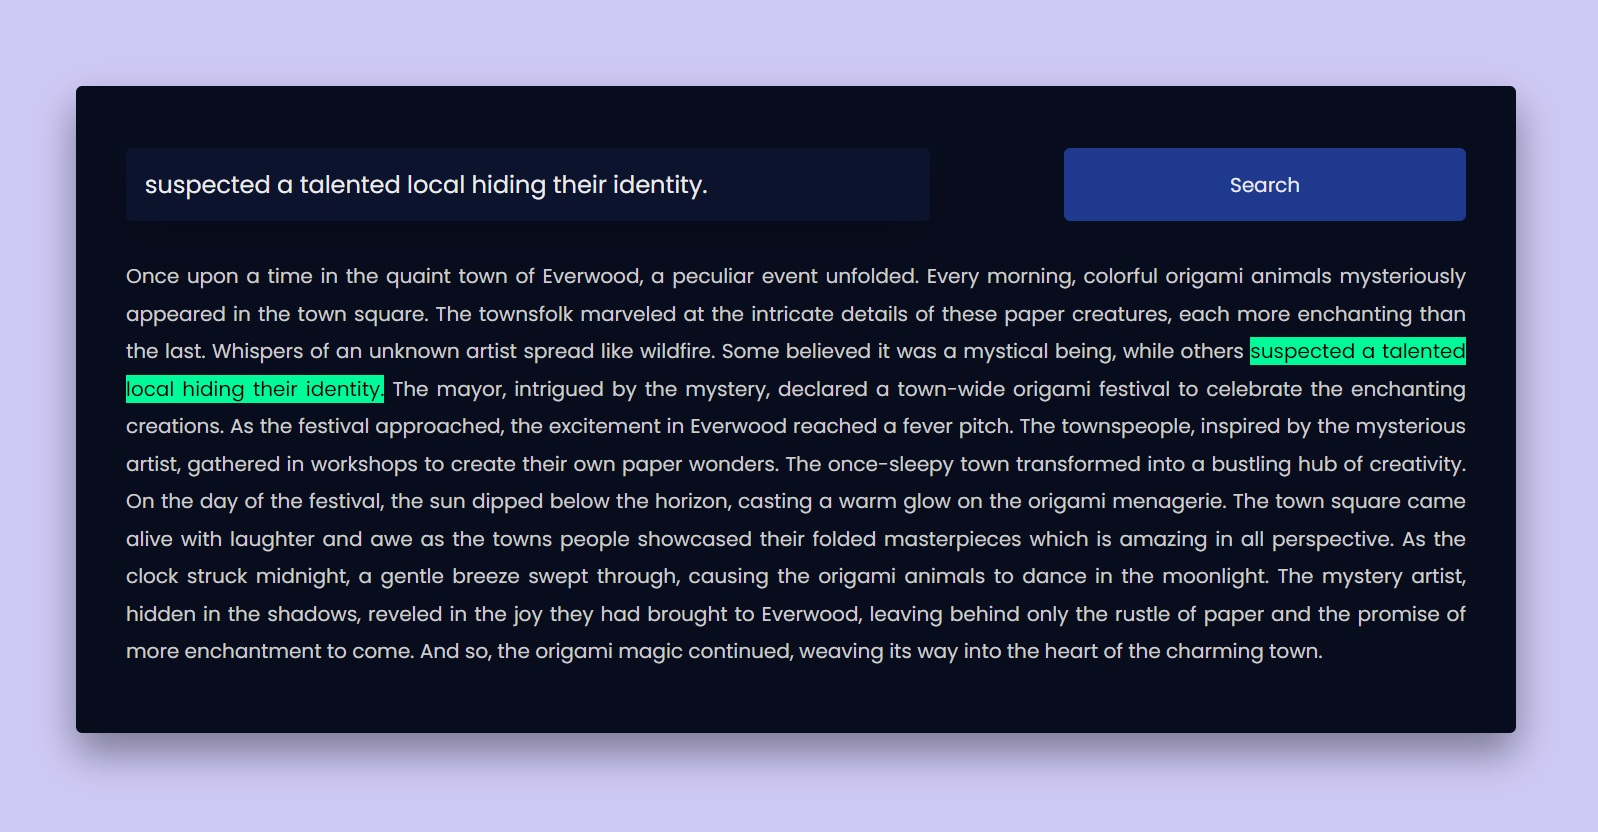 suspected a talented local hiding their identity.
Search
Once upon a time in the quaint town of Everwood, a peculiar event unfolded. Every morning, colorful origami animals mysteriously
appeared in the town square. The townsfolk marveled at the intricate details of these paper creatures, each more enchanting than
the last. Whispers of an unknown artist spread like wildfire. Some believed it was a mystical being, while others suspected a talented
local hiding their identity. The mayor, intrigued by the mystery, declared a town-wide origami festival to celebrate the enchanting
creations. As the festival approached, the excitement in Everwood reached a fever pitch. The townspeople, inspired by the mysterious
artist, gathered in workshops to create their own paper wonders. The once-sleepy town transformed into a bustling hub of creativity.
On the day of the festival, the sun dipped below the horizon, casting a warm glow on the origami menagerie. The town square came
alive with laughter and awe as the towns people showcased their folded masterpieces which is amazing in all perspective. As the
clock struck midnight, a gentle breeze swept through, causing the origami animals to dance in the moonlight. The mystery artist,
hidden in the shadows, reveled in the joy they had brought to Everwood, leaving behind only the rustle of paper and the promise of
more enchantment to come. And so, the origami magic continued, weaving its way into the heart of the charming town.